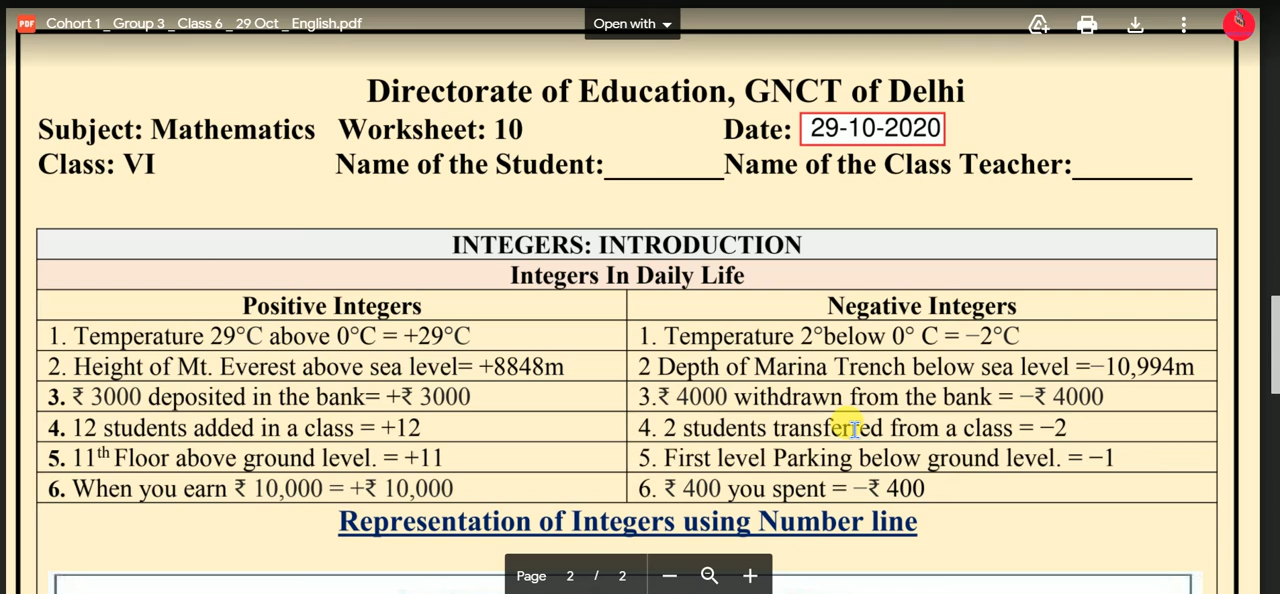 PDF Cohort 1_ Group 3 _ Class 6 _ 29 Oct _ English.pdf Open with
Directorate of Education, GNCT of Delhi
Subject: Mathematics Worksheet: 10 Date: 29-10-2020
Class: VI Name of the Student:________Name of the Class Teacher:________
INTEGERS: INTRODUCTION
Integers In Daily Life
Positive Integers Negative Integers
1. Temperature 29°C above 0°C = +29°C 1. Temperature 2°below 0° C = −2°C
2. Height of Mt. Everest above sea level= +8848m 2 Depth of Marina Trench below sea level =−10,994m
3. ₹ 3000 deposited in the bank= +₹ 3000 3.₹ 4000 withdrawn from the bank = −₹ 4000
4. 12 students added in a class = +12 4. 2 students transferred from a class = −2
5. 11th Floor above ground level. = +11 5. First level Parking below ground level. = −1
6. When you earn ₹ 10,000 = +₹ 10,000 6. ₹ 400 you spent = −₹ 400
Representation of Integers using Number line
Page 2 / 2